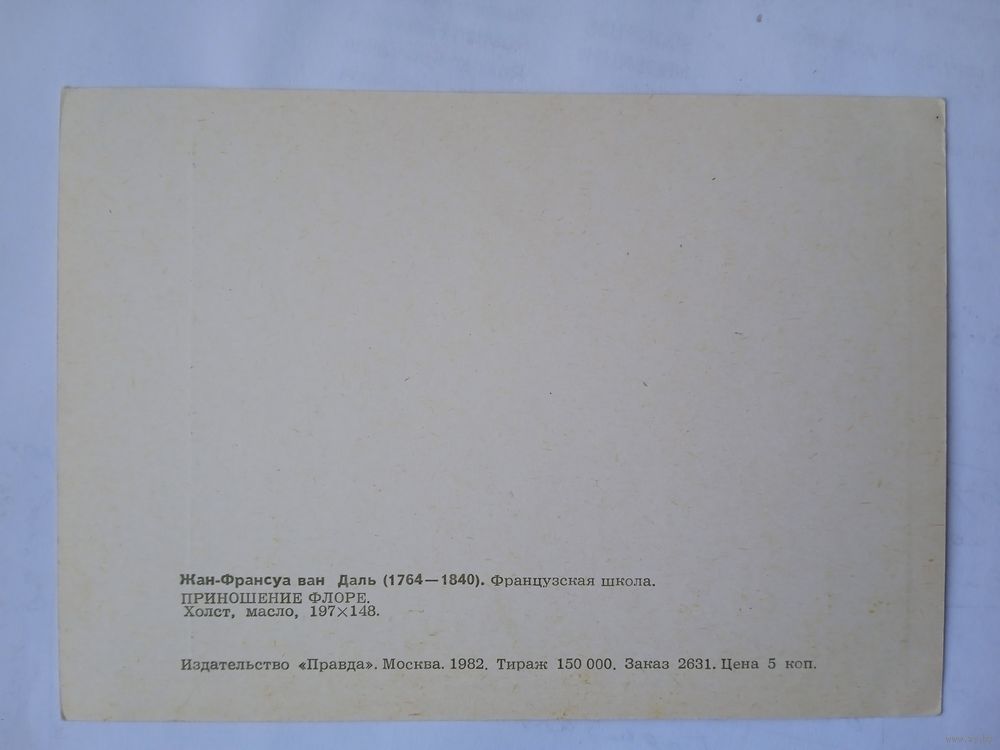 Жан-Франсуа ван Даль (1764—1840). Французская школа.
ПРИНОШЕНИЕ ФЛОРЕ.
Холст, масло, 197×148.
Издательство «Правда». Москва. 1982. Тираж 150 000. Заказ 2631. Цена 5 коп.